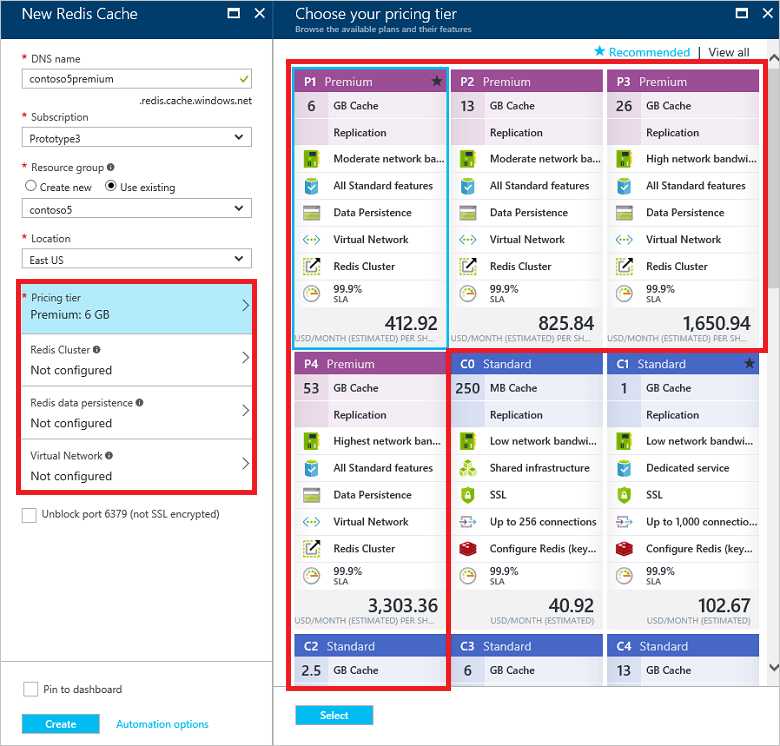 New Redis Cache
* DNS name
contoso5premium
.redis.cache.windows.net
* Subscription
Prototype3
* Resource group
Create new
Use existing
contoso5
* Location
East US
* Pricing tier
Premium: 6 GB
Redis Cluster
Not configured
Redis data persistence
Not configured
Virtual Network
Not configured
Unblock port 6379 (not SSL encrypted)
Pin to dashboard
Create
Automation options
Choose your pricing tier
Browse the available plans and their features
★ Recommended | View all
P1 Premium
6 GB Cache
Replication
Moderate network ba...
All Standard features
Data Persistence
Virtual Network
Redis Cluster
99.9%
SLA
412.92
USD/MONTH (ESTIMATED) PER SH...
P2 Premium
13 GB Cache
Replication
Moderate network ba...
All Standard features
Data Persistence
Virtual Network
Redis Cluster
99.9%
SLA
825.84
USD/MONTH (ESTIMATED) PER SH...
P3 Premium
26 GB Cache
Replication
High network bandwi...
All Standard features
Data Persistence
Virtual Network
Redis Cluster
99.9%
SLA
1,650.94
USD/MONTH (ESTIMATED) PER SH...
P4 Premium
53 GB Cache
Replication
Highest network ban...
All Standard features
Data Persistence
Virtual Network
Redis Cluster
99.9%
SLA
3,303.36
USD/MONTH (ESTIMATED) PER SH...
C0 Standard
250 MB Cache
Replication
Low network bandwi...
Shared infrastructure
SSL
Up to 256 connections
Configure Redis (key...
99.9%
SLA
40.92
USD/MONTH (ESTIMATED)
C1 Standard
1 GB Cache
Replication
Low network bandwi...
Dedicated service
SSL
Up to 1,000 connectio...
Configure Redis (key...
99.9%
SLA
102.67
USD/MONTH (ESTIMATED)
C2 Standard
2.5 GB Cache
C3 Standard
6 GB Cache
C4 Standard
13 GB Cache
Select